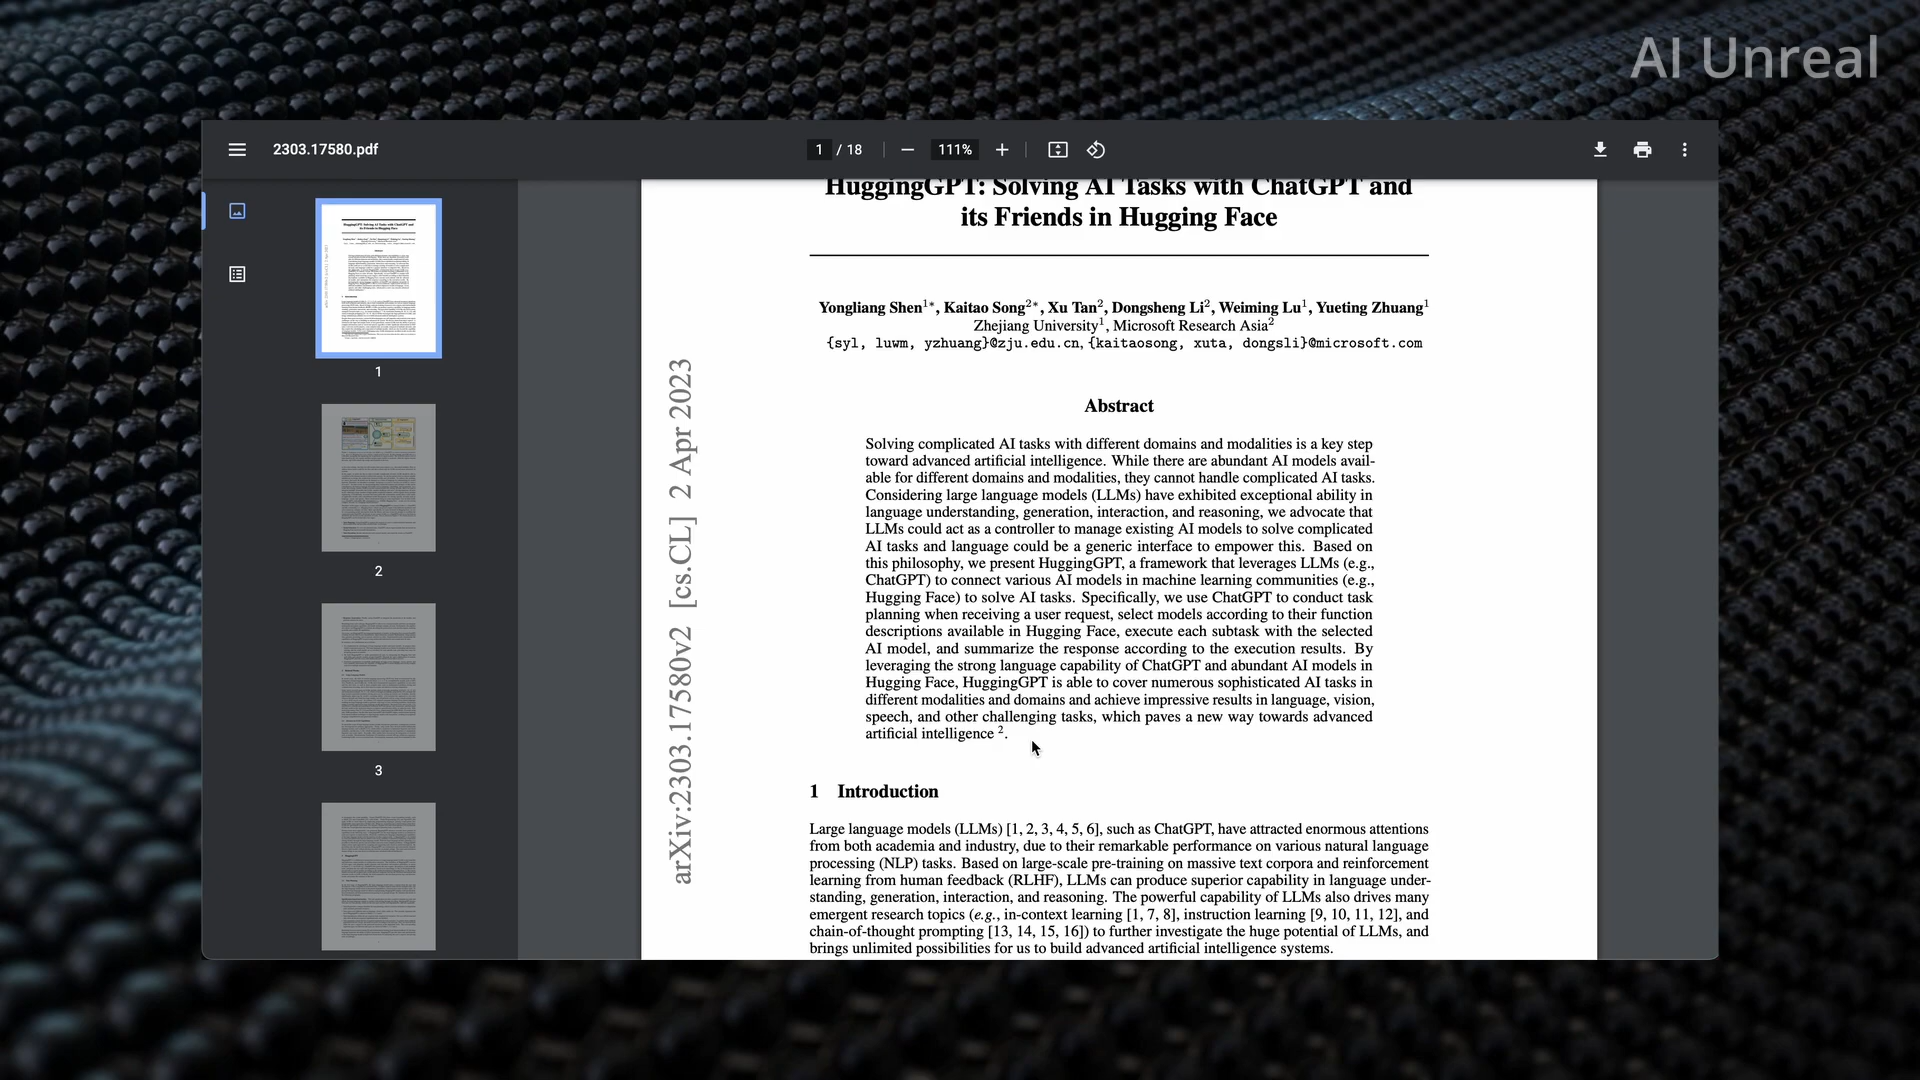 AI Unreal
2303.17580.pdf
1 / 18
111%
1
2
3
HuggingGPT: Solving AI Tasks with ChatGPT and
its Friends in Hugging Face
Yongliang Shen1*, Kaitao Song2*, Xu Tan2, Dongsheng Li2, Weiming Lu1, Yueting Zhuang1
Zhejiang University1, Microsoft Research Asia2
{syl, luwm, yzhuang}@zju.edu.cn, {kaitaosong, xuta, dongsli}@microsoft.com
arXiv:2303.17580v2 [cs.CL] 2 Apr 2023
Abstract
Solving complicated AI tasks with different domains and modalities is a key step
toward advanced artificial intelligence. While there are abundant AI models avail-
able for different domains and modalities, they cannot handle complicated AI tasks.
Considering large language models (LLMs) have exhibited exceptional ability in
language understanding, generation, interaction, and reasoning, we advocate that
LLMs could act as a controller to manage existing AI models to solve complicated
AI tasks and language could be a generic interface to empower this. Based on
this philosophy, we present HuggingGPT, a framework that leverages LLMs (e.g.,
ChatGPT) to connect various AI models in machine learning communities (e.g.,
Hugging Face) to solve AI tasks. Specifically, we use ChatGPT to conduct task
planning when receiving a user request, select models according to their function
descriptions available in Hugging Face, execute each subtask with the selected
AI model, and summarize the response according to the execution results. By
leveraging the strong language capability of ChatGPT and abundant AI models in
Hugging Face, HuggingGPT is able to cover numerous sophisticated AI tasks in
different modalities and domains and achieve impressive results in language, vision,
speech, and other challenging tasks, which paves a new way towards advanced
artificial intelligence 2.
1 Introduction
Large language models (LLMs) [1, 2, 3, 4, 5, 6], such as ChatGPT, have attracted enormous attentions
from both academia and industry, due to their remarkable performance on various natural language
processing (NLP) tasks. Based on large-scale pre-training on massive text corpora and reinforcement
learning from human feedback (RLHF), LLMs can produce superior capability in language under-
standing, generation, interaction, and reasoning. The powerful capability of LLMs also drives many
emergent research topics (e.g., in-context learning [1, 7, 8], instruction learning [9, 10, 11, 12], and
chain-of-thought prompting [13, 14, 15, 16]) to further investigate the huge potential of LLMs, and
brings unlimited possibilities for us to build advanced artificial intelligence systems.